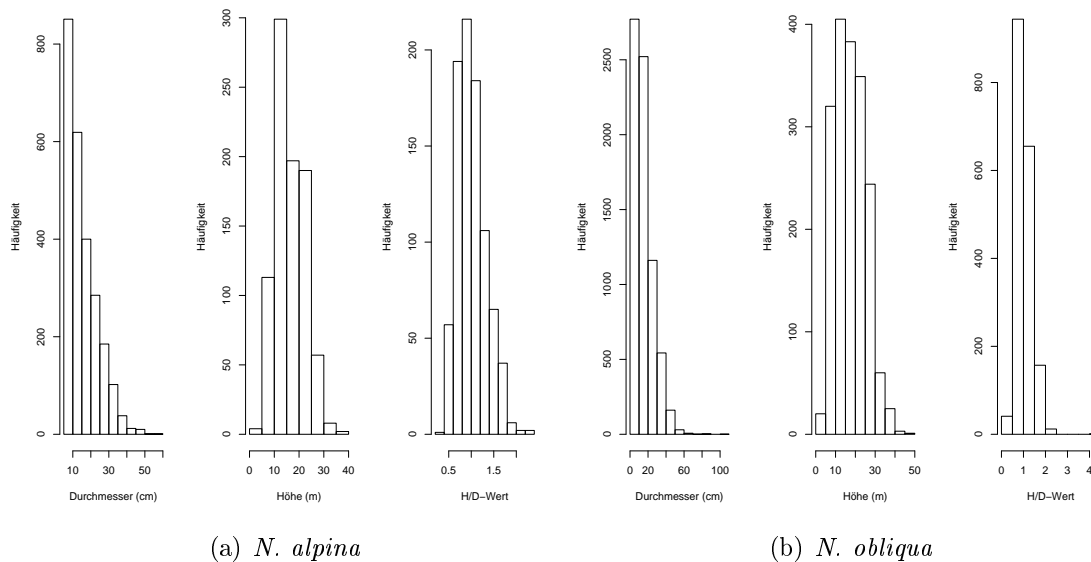 0 200 400 600 800
Häufigkeit
10 30 50
Durchmesser (cm)
0 50 100 150 200 250 300
Häufigkeit
0 10 20 30 40
Höhe (m)
0 50 100 150 200
Häufigkeit
0.5 1.5
H/D−Wert
0 500 1000 1500 2000 2500
Häufigkeit
0 20 60 100
Durchmesser (cm)
0 100 200 300 400
Häufigkeit
0 10 30 50
Höhe (m)
0 200 400 600 800
Häufigkeit
0 1 2 3 4
H/D−Wert
(a) N. alpina
(b) N. obliqua